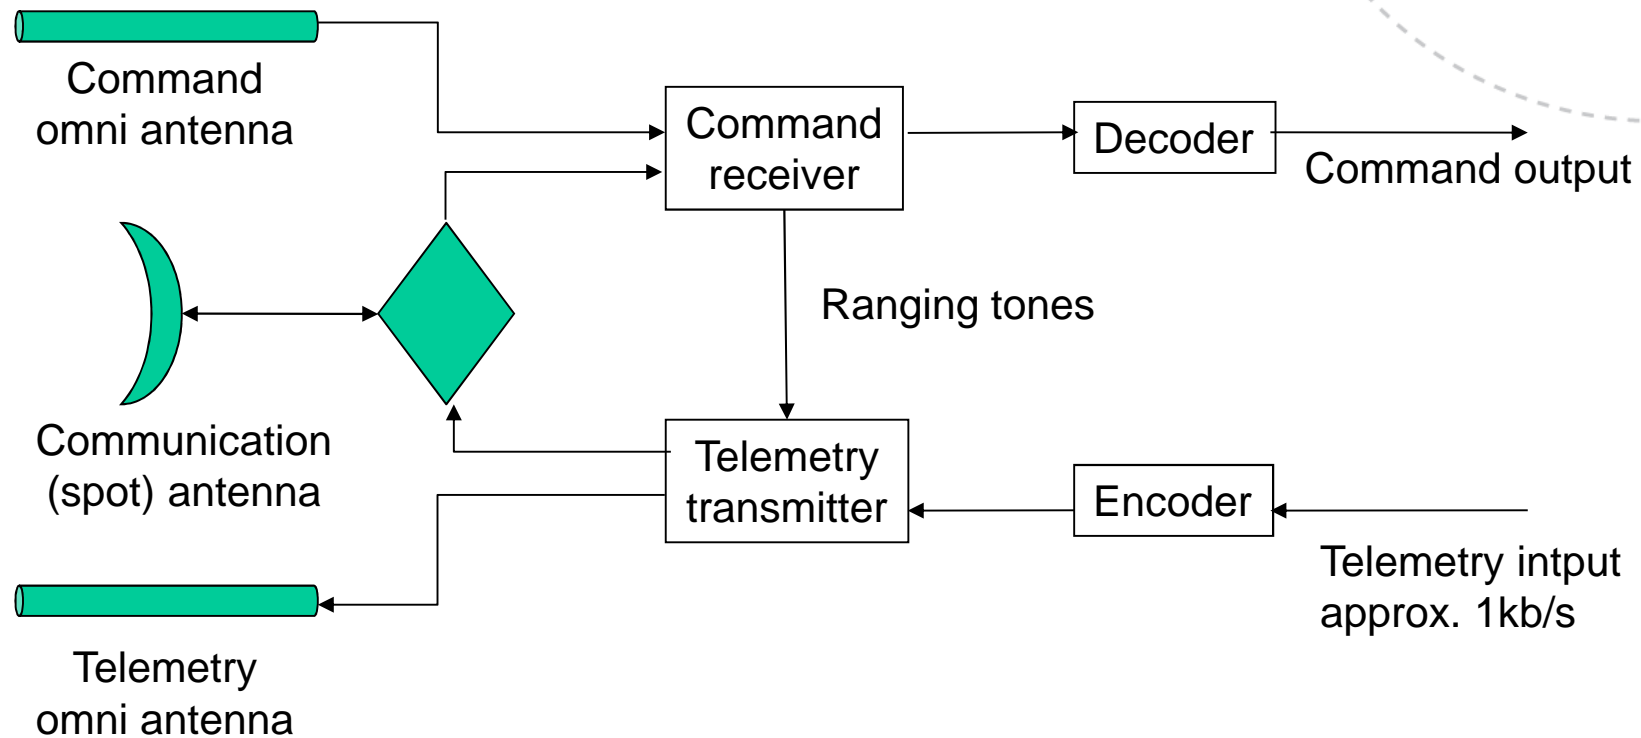 Command
omni antenna
Command
receiver
Decoder
Command output
Ranging tones
Communication
(spot) antenna
Telemetry
transmitter
Encoder
Telemetry intput
approx. 1kb/s
Telemetry
omni antenna